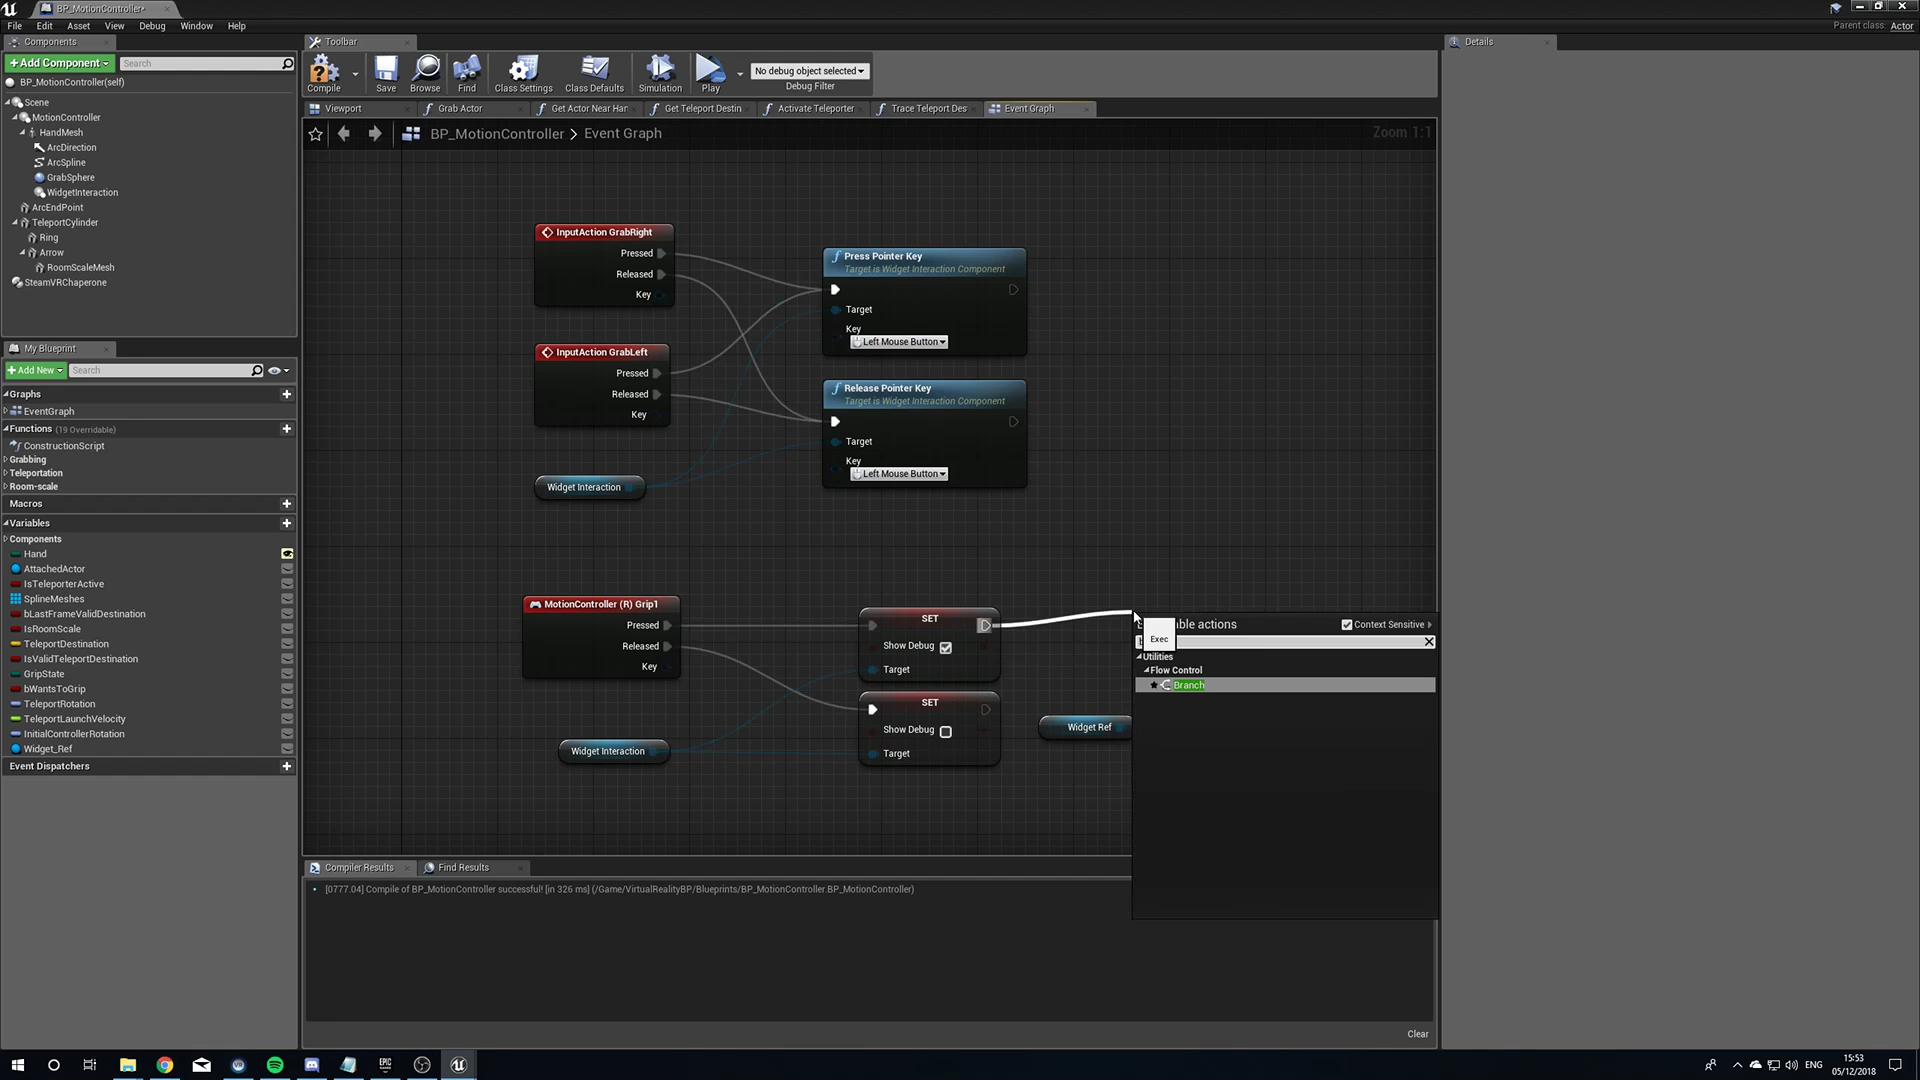 BP_MotionController*
File Edit Asset View Debug Window Help
Parent class: Actor
Components
Toolbar
Details
+Add Component
Search
BP_MotionController(self)
Scene
MotionController
HandMesh
ArcDirection
ArcSpline
GrabSphere
WidgetInteraction
ArcEndPoint
TeleportCylinder
Ring
Arrow
RoomScaleMesh
SteamVRChaperone
Compile
Save
Browse
Find
Class Settings
Class Defaults
Simulation
Play
No debug object selected
Debug Filter
Viewport
Grab Actor
Get Actor Near Har
Get Teleport Destin
Activate Teleporter
Trace Teleport Des
Event Graph
BP_MotionController > Event Graph
Zoom 1:1
My Blueprint
+Add New
Search
Graphs
EventGraph
Functions (19 Overridable)
ConstructionScript
Grabbing
Teleportation
Room-scale
Macros
Variables
Components
Hand
AttachedActor
IsTeleporterActive
SplineMeshes
bLastFrameValidDestination
IsRoomScale
TeleportDestination
IsValidTeleportDestination
GripState
bWantsToGrip
TeleportRotation
TeleportLaunchVelocity
InitialControllerRotation
Widget_Ref
Event Dispatchers
InputAction GrabRight
Pressed
Released
Key
InputAction GrabLeft
Pressed
Released
Key
Widget Interaction
Press Pointer Key
Target is Widget Interaction Component
Target
Key
Left Mouse Button
Release Pointer Key
Target is Widget Interaction Component
Target
Key
Left Mouse Button
MotionController (R) Grip1
Pressed
Released
Key
Widget Interaction
SET
Show Debug
Target
SET
Show Debug
Target
Widget Ref
able actions
Context Sensitive
Exec
Utilities
Flow Control
Branch
Compiler Results
Find Results
[0777.04] Compile of BP_MotionController successful! [in 326 ms] (/Game/VirtualRealityBP/Blueprints/BP_MotionController.BP_MotionController)
Clear
EPIC
GAMES
ENG
15:53
05/12/2018